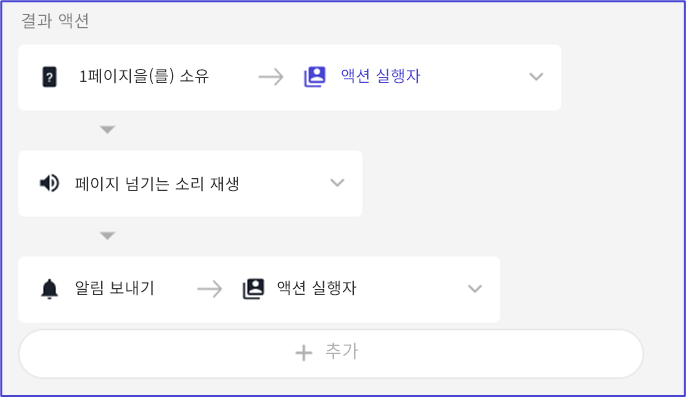 결과 액션
1페이지을(를) 소유 액션 실행자
페이지 넘기는 소리 재생
알림 보내기 액션 실행자
추가